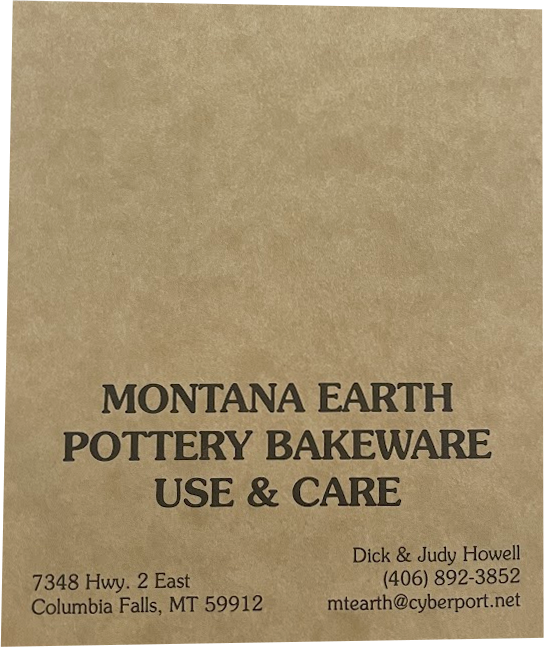 MONTANA EARTH
POTTERY BAKEWARE
USE & CARE
7348 Hwy. 2 East
Columbia Falls, MT 59912
Dick & Judy Howell
(406) 892-3852
mtearth@cyberport.net